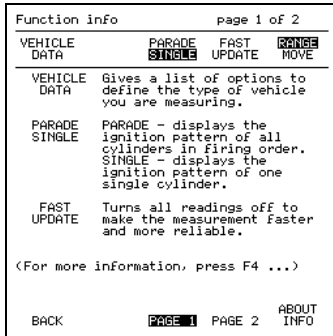 Function info page 1 of 2
VEHICLE PARADE FAST RANGE
DATA SINGLE UPDATE MOVE
VEHICLE Gives a list of options to
DATA define the type of vehicle
you are measuring.
PARADE PARADE – displays the
SINGLE ignition pattern of all
cylinders in firing order.
SINGLE – displays the
ignition pattern of one
single cylinder.
FAST Turns all readings off to
UPDATE make the measurement faster
and more reliable.
(For more information, press F4 ...)
ABOUT
BACK PAGE 1 PAGE 2 INFO